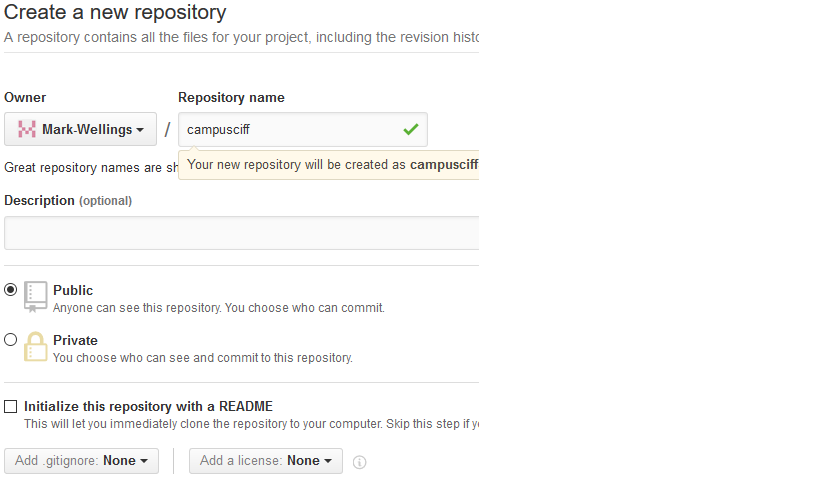 Create a new repository
A repository contains all the files for your project, including the revision
Owner
Repository name
Mark-Wellings / campusciff
Great repository names are
Your new repository will be created as campusciff
Description (optional)
Public
Anyone can see this repository. You choose who can commit.
Private
You choose who can see and commit to this repository.
Initialize this repository with a README
This will let you immediately clone the repository to your computer. Skip this step if
Add .gitignore: None
Add a license: None